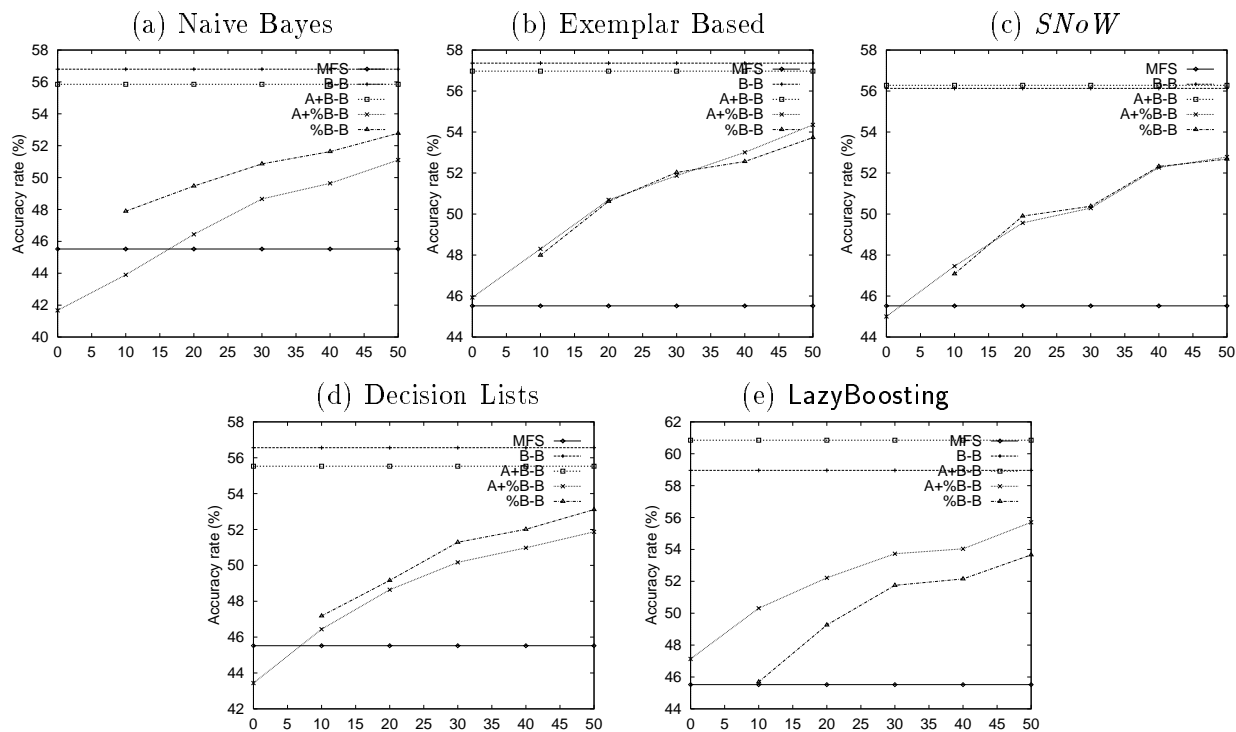 (a) Naive Bayes
58
56
54
52
50
48
46
44
42
40
Accuracy rate (%)
MFS
B-B
A+B-B
A+%B-B
%B-B
0 5 10 15 20 25 30 35 40 45 50
(b) Exemplar Based
58
56
54
52
50
48
46
44
Accuracy rate (%)
MFS
B-B
A+B-B
A+%B-B
%B-B
0 5 10 15 20 25 30 35 40 45 50
(c) SNoW
58
56
54
52
50
48
46
44
Accuracy rate (%)
MFS
B-B
A+B-B
A+%B-B
%B-B
0 5 10 15 20 25 30 35 40 45 50
(d) Decision Lists
58
56
54
52
50
48
46
44
42
Accuracy rate (%)
MFS
B-B
A+B-B
A+%B-B
%B-B
0 5 10 15 20 25 30 35 40 45 50
(e) LazyBoosting
62
60
58
56
54
52
50
48
46
44
Accuracy rate (%)
MFS
B-B
A+B-B
A+%B-B
%B-B
0 5 10 15 20 25 30 35 40 45 50